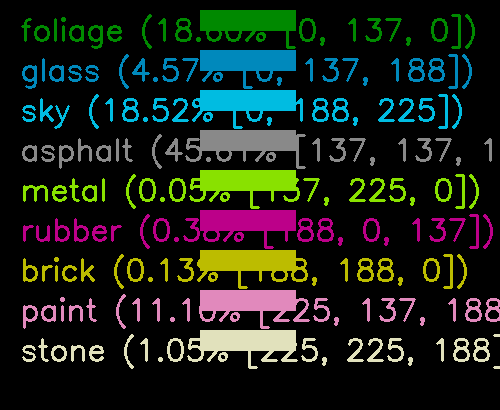 foliage (18.60% [0, 137, 0])
glass (4.57% [0, 137, 188])
sky (18.52% [0, 188, 225])
asphalt (45.61% [137, 137, 1
metal (0.05% [137, 225, 0])
rubber (0.38% [188, 0, 137])
brick (0.13% [188, 188, 0])
paint (11.10% [225, 137, 188
stone (1.05% [225, 225, 188]